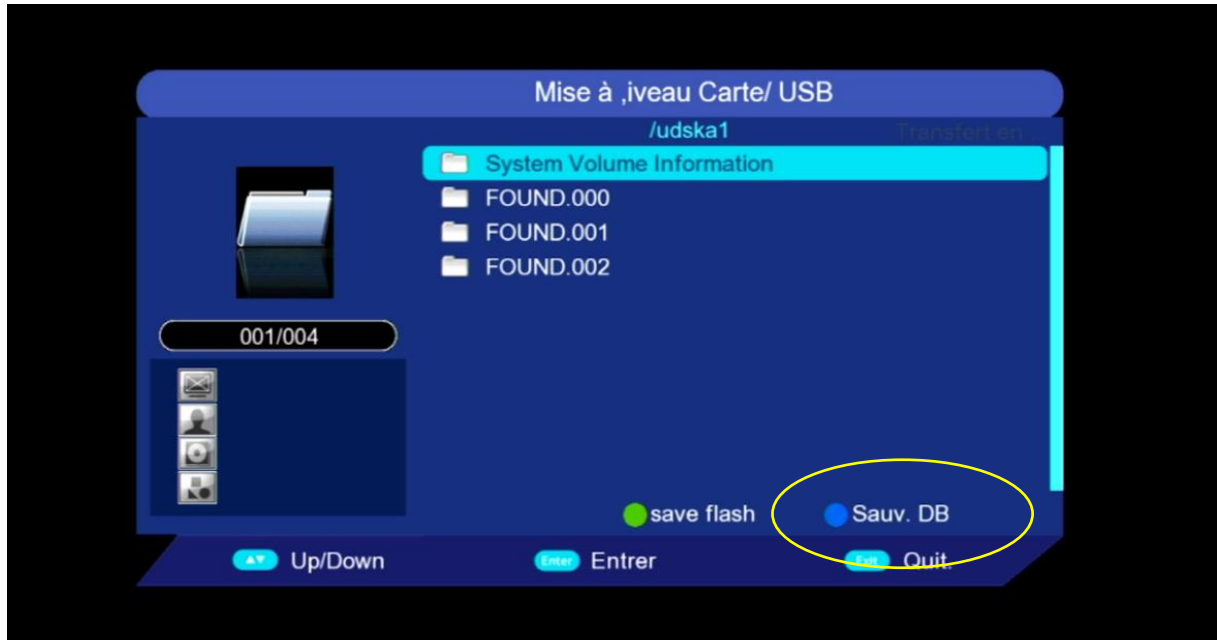 Mise à ,iveau Carte/ USB
/udska1 Transfert en ...
System Volume Information
FOUND.000
FOUND.001
FOUND.002
001/004
save flash Sauv. DB
Up/Down Enter Entrer Exit Quit.